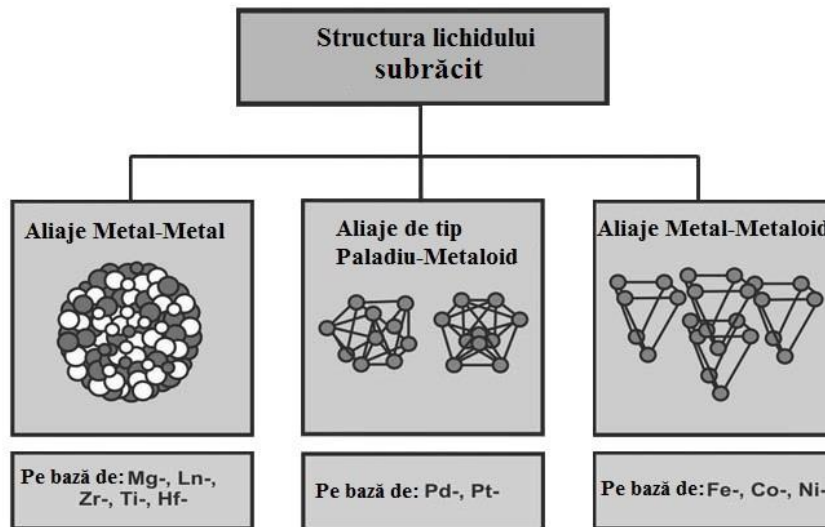 Structura lichidului
subrăcit
Aliaje Metal-Metal
Aliaje de tip
Paladiu-Metaloid
Aliaje Metal-Metaloid
Pe bază de: Mg-, Ln-,
Zr-, Ti-, Hf-
Pe bază de: Pd-, Pt-
Pe bază de: Fe-, Co-, Ni-